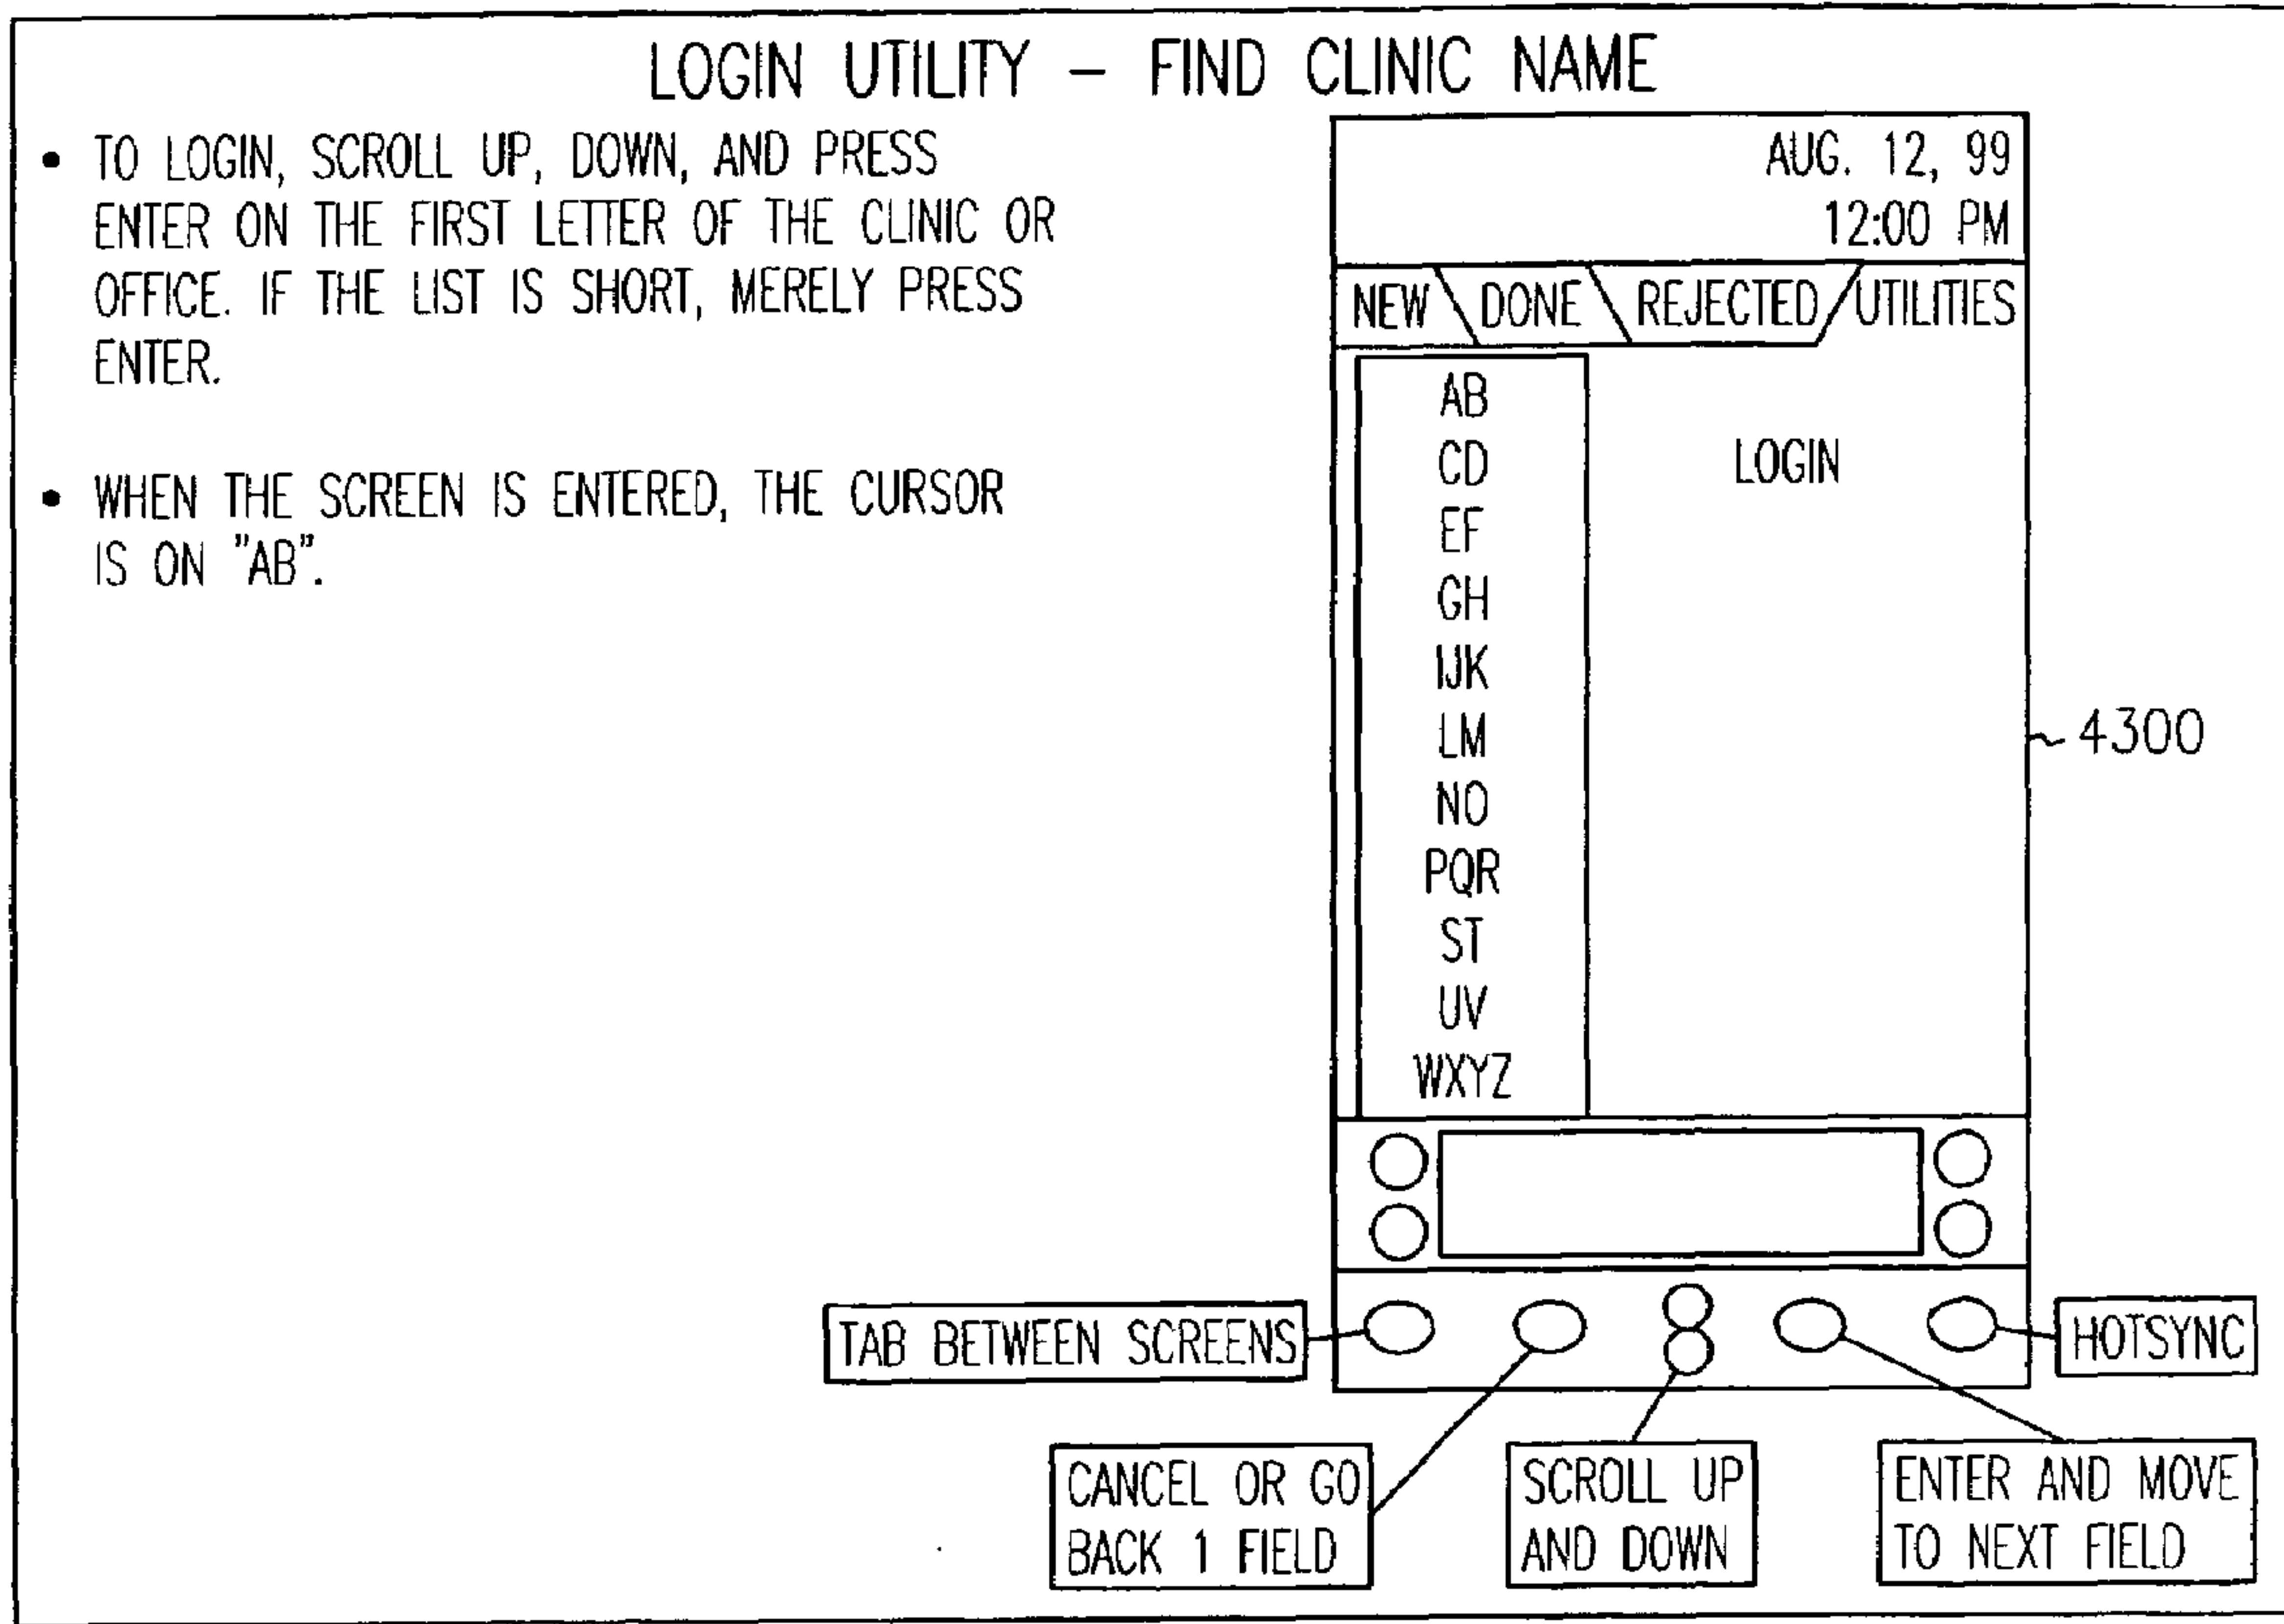 LOGIN UTILITY – FIND CLINIC NAME
• TO LOGIN, SCROLL UP, DOWN, AND PRESS
ENTER ON THE FIRST LETTER OF THE CLINIC OR
OFFICE. IF THE LIST IS SHORT, MERELY PRESS
ENTER.
• WHEN THE SCREEN IS ENTERED, THE CURSOR
IS ON "AB".
AUG. 12, 99
12:00 PM
NEW DONE REJECTED UTILITIES
AB
CD
EF
GH
IJK
LM
NO
PQR
ST
UV
WXYZ
LOGIN
4300
TAB BETWEEN SCREENS
HOTSYNC
CANCEL OR GO
BACK 1 FIELD
SCROLL UP
AND DOWN
ENTER AND MOVE
TO NEXT FIELD